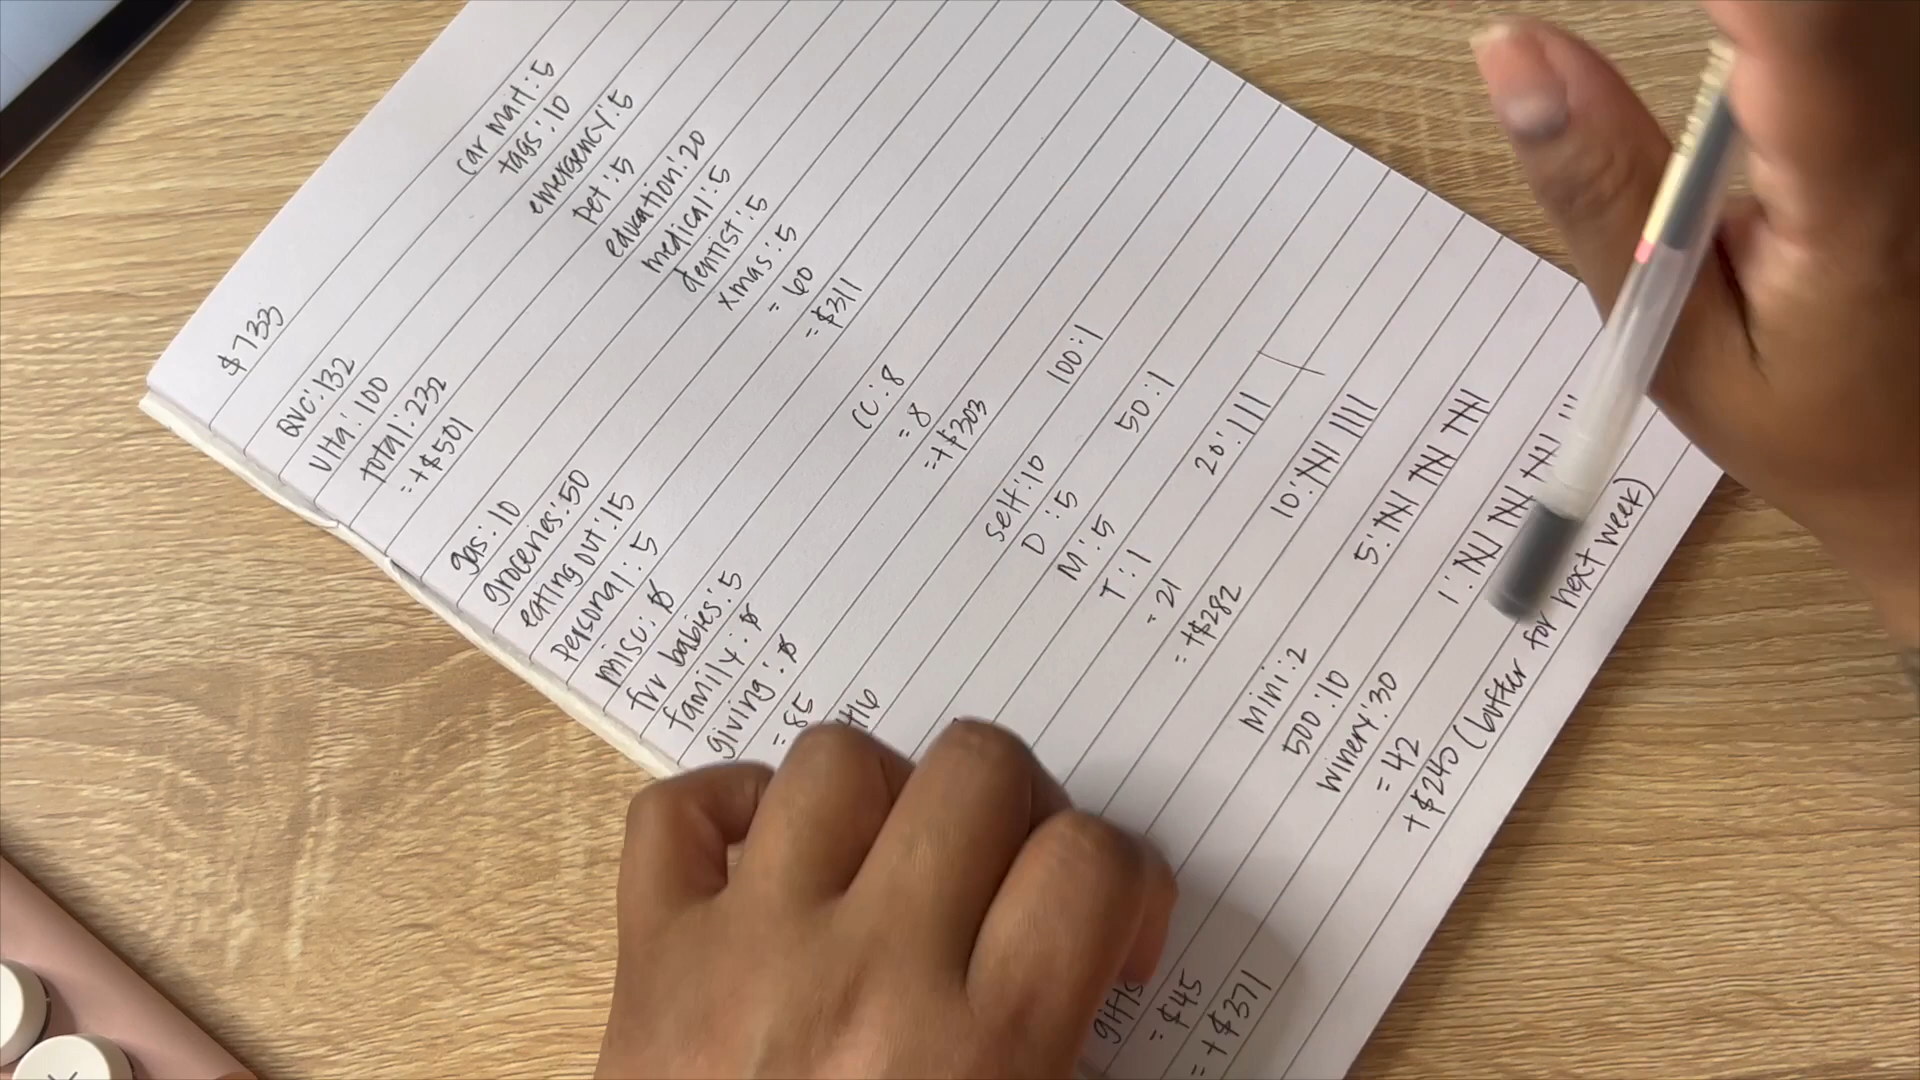 $733
QVC: 132
Ulta: 100
total: 232
= +$501
gas: 10
groceries: 50
eating out: 15
personal: 5
misc: ø
fur babies: 5
family: ø
giving: ø
= 85
416
gifts
= $45
= +$371
car maint: 5
tags: 10
emergency: 5
pet: 5
education: 20
medical: 5
dentist: 5
xmas: 5
= 60
= $311
CC: 8
= 8
= +$303
self: 10
D: 5
M: 5
T: 1
= 21
= +$282
mini: 2
500: 10
winery: 30
= 42
+$240 (buffer for next week)
100: 1
50: 1
20: |||
10: |||| ||||
5: |||| |||| ||||
1: |||| |||| |||| |||